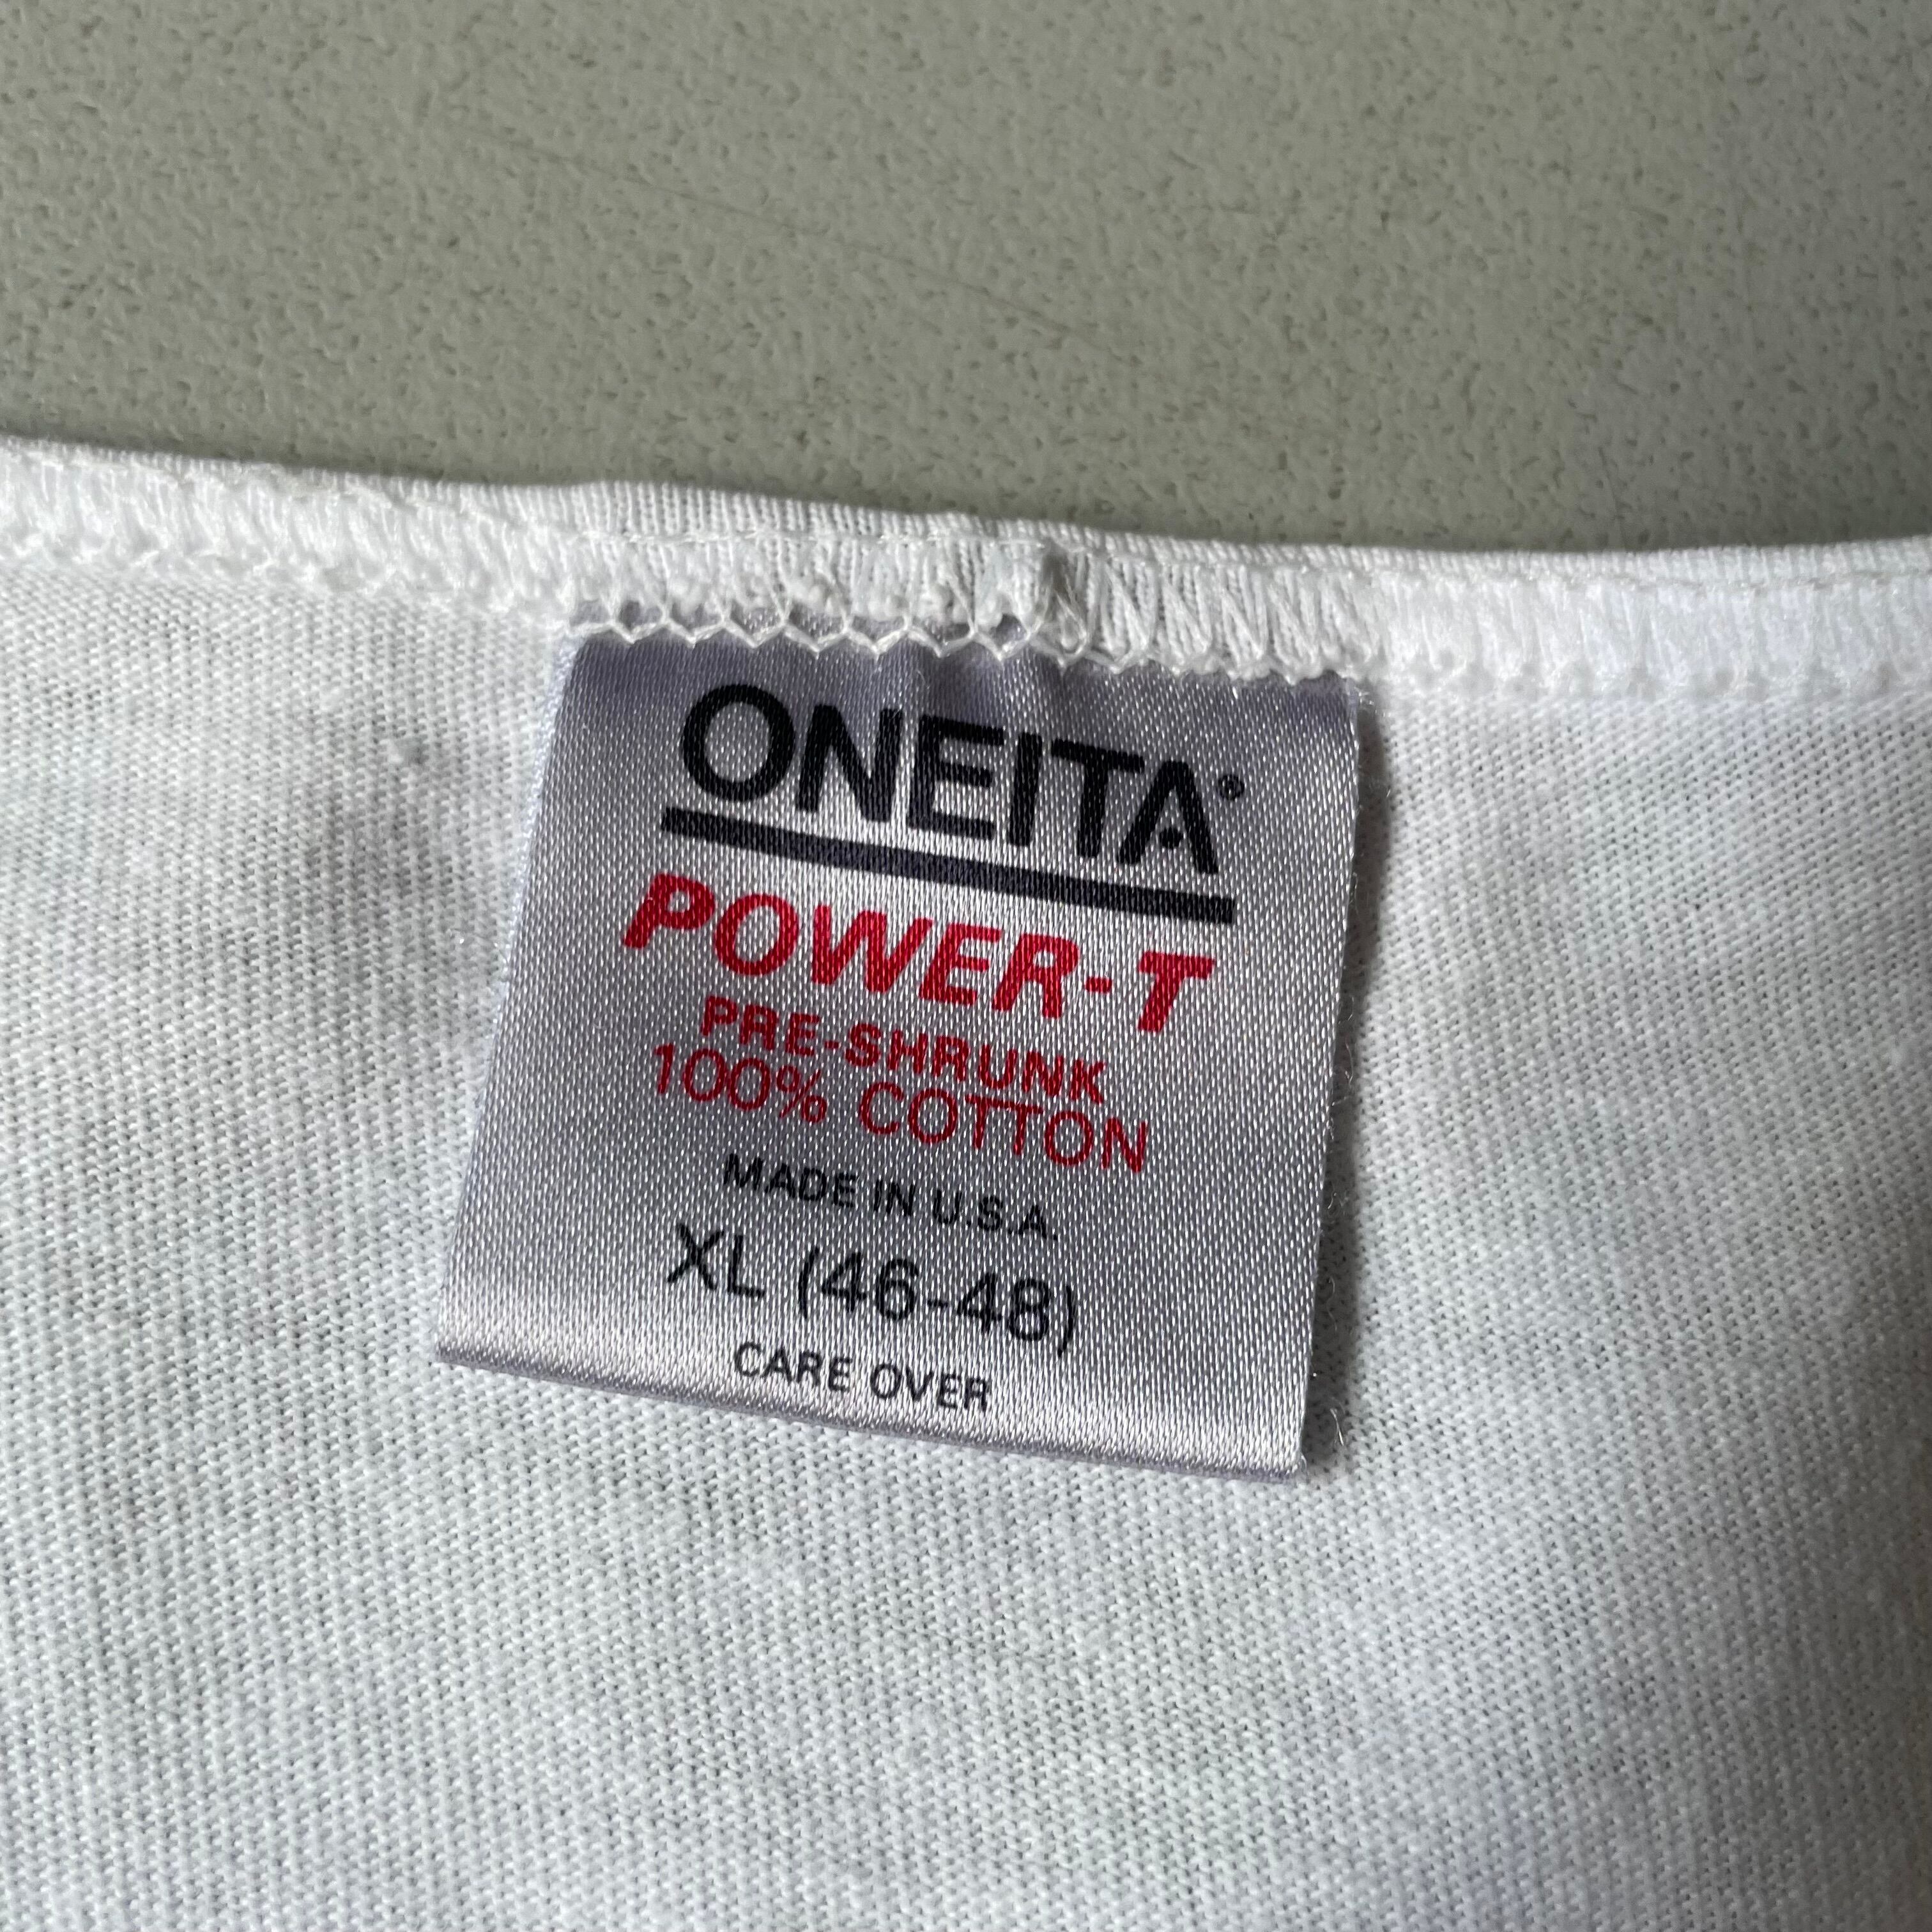 ONEITA®
POWER-T
PRE-SHRUNK
100% COTTON
MADE IN U.S.A.
XL (46-48)
CARE OVER